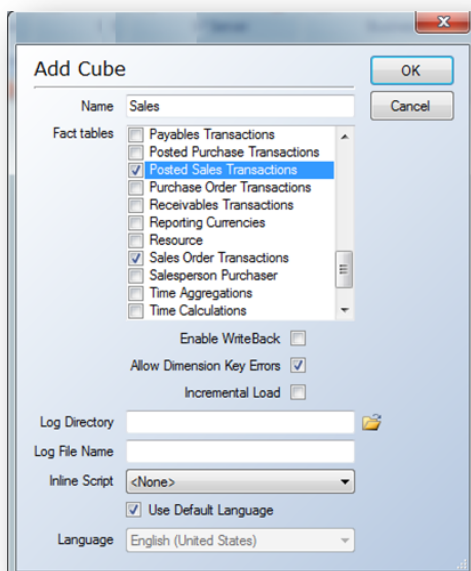 Add Cube
OK
Name Sales
Cancel
Fact tables
Payables Transactions
Posted Purchase Transactions
Posted Sales Transactions
Purchase Order Transactions
Receivables Transactions
Reporting Currencies
Resource
Sales Order Transactions
Salesperson Purchaser
Time Aggregations
Time Calculations
Enable WriteBack
Allow Dimension Key Errors
Incremental Load
Log Directory
Log File Name
Inline Script <None>
Use Default Language
Language English (United States)